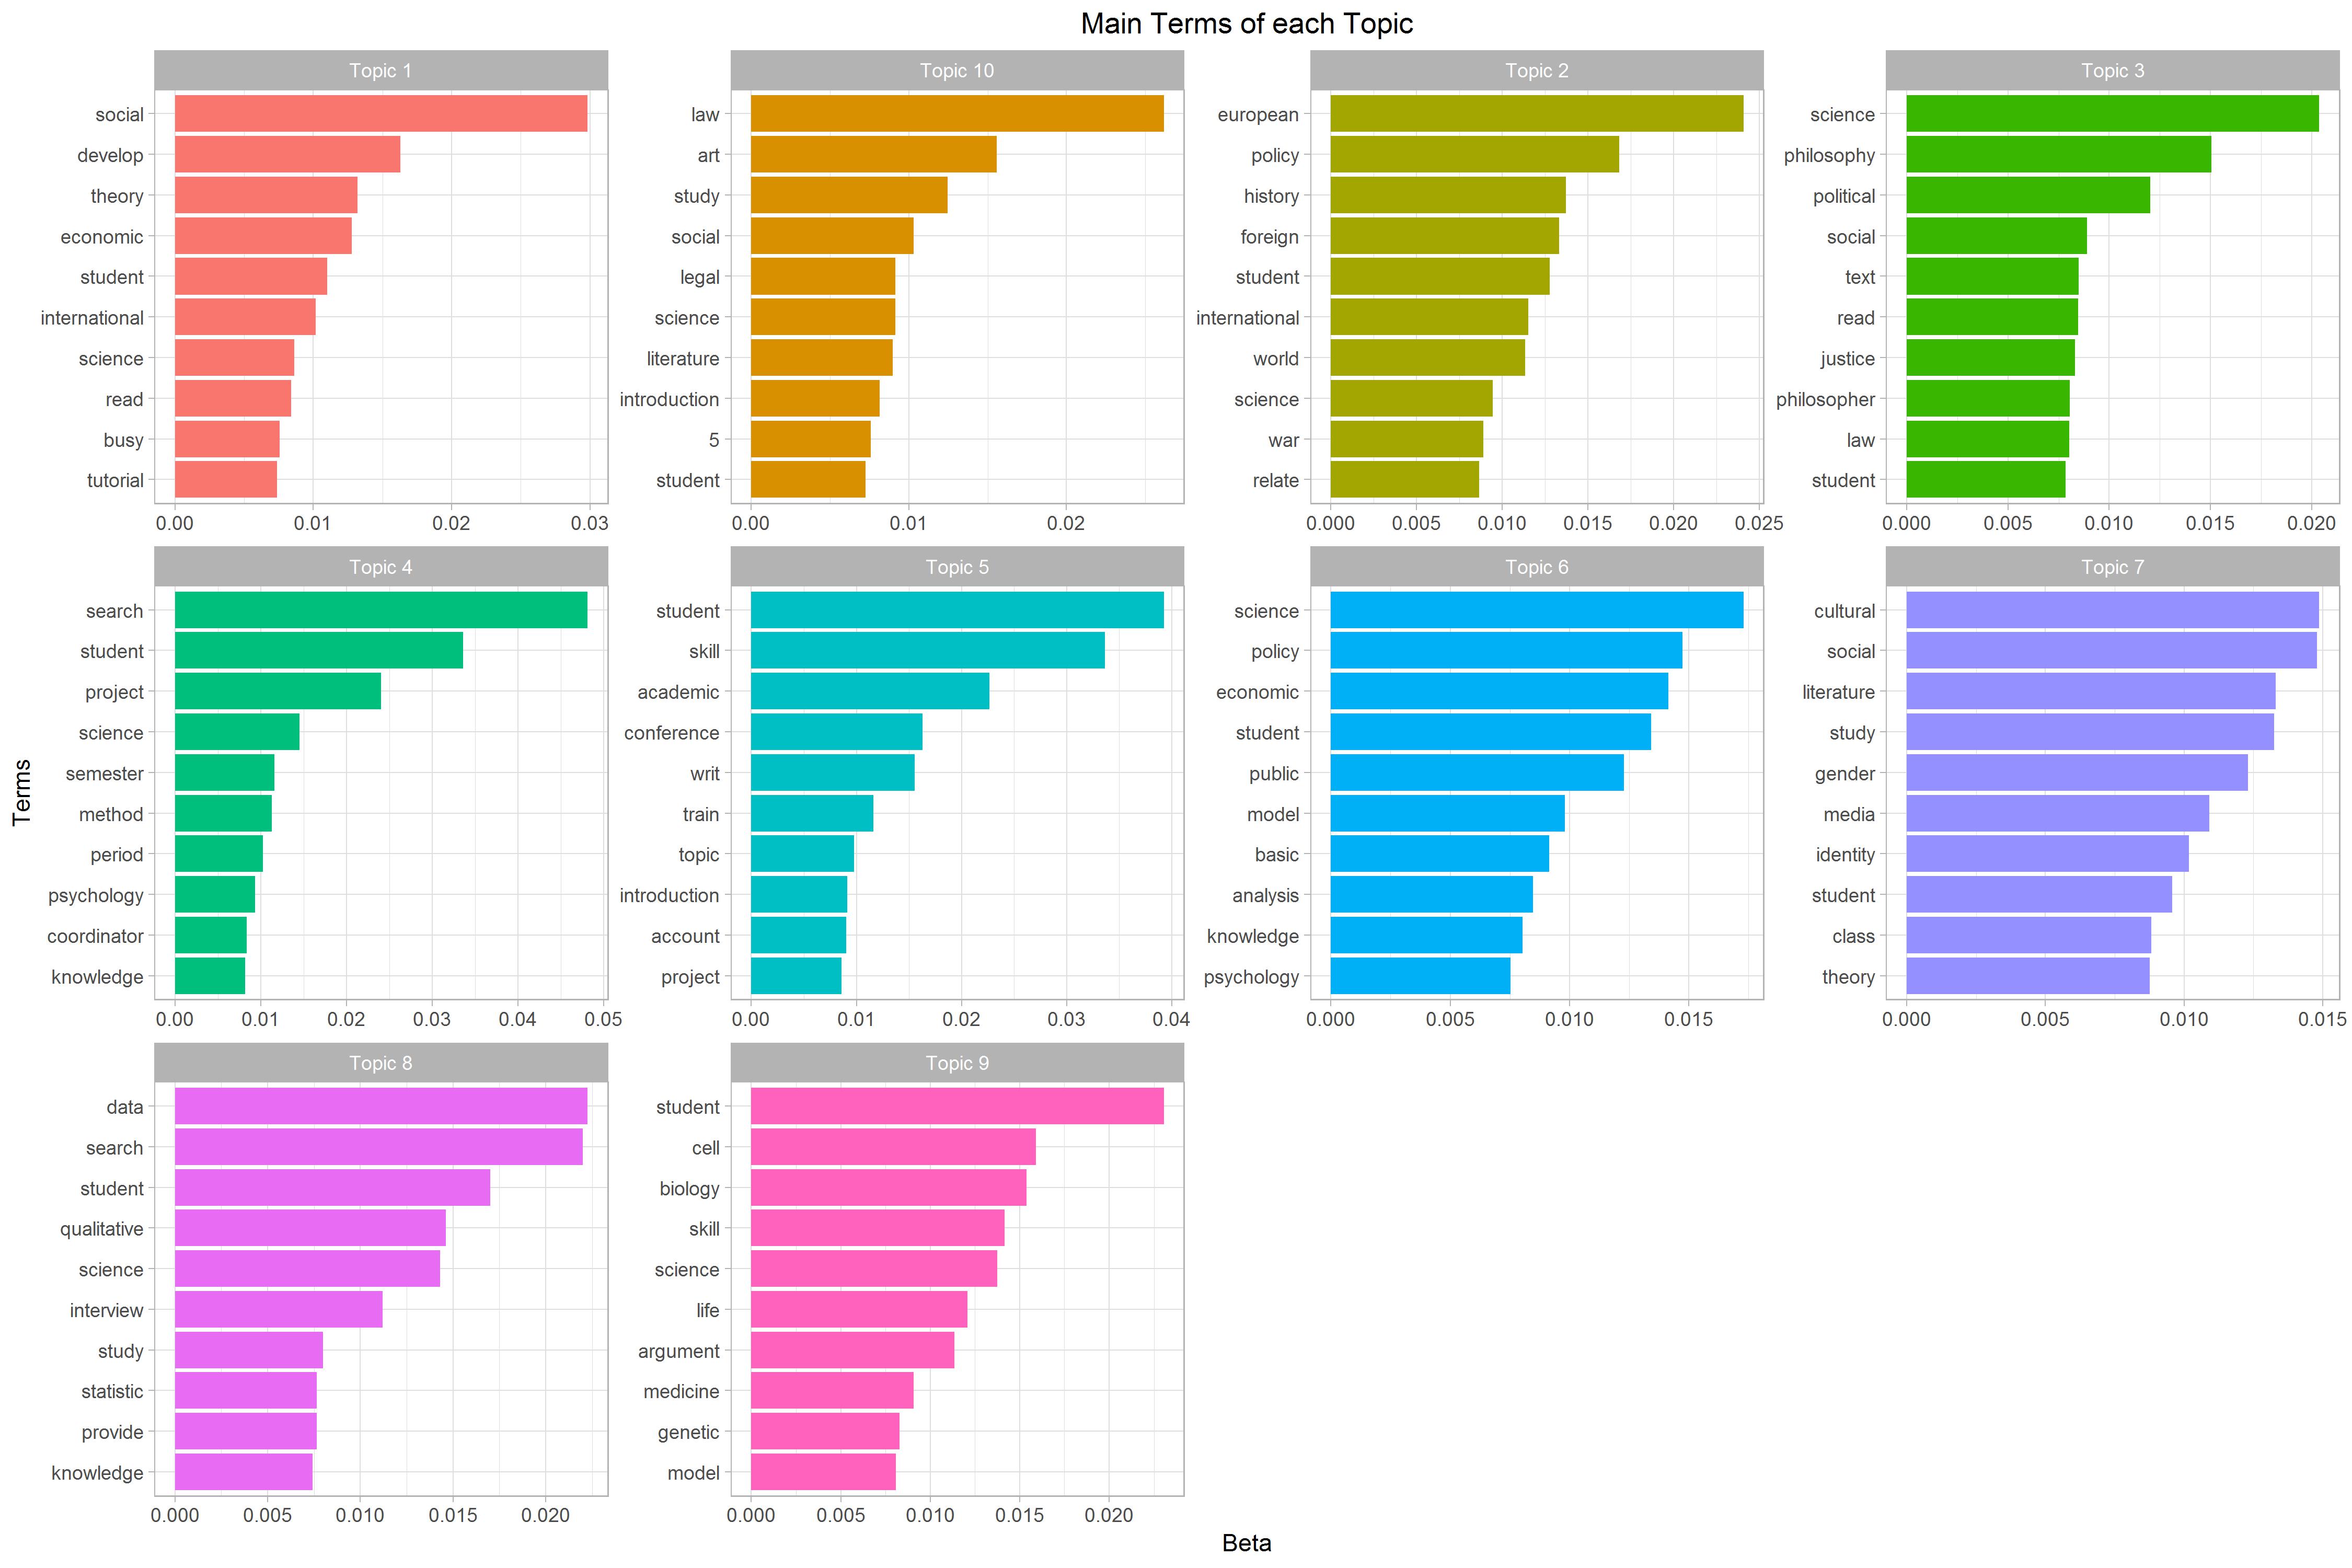 Main Terms of each Topic
Topic 1
social
develop
theory
economic
student
international
science
read
busy
tutorial
0.00 0.01 0.02 0.03
Topic 10
law
art
study
social
legal
science
literature
introduction
5
student
0.00 0.01 0.02
Topic 2
european
policy
history
foreign
student
international
world
science
war
relate
0.000 0.005 0.010 0.015 0.020 0.025
Topic 3
science
philosophy
political
social
text
read
justice
philosopher
law
student
0.000 0.005 0.010 0.015 0.020
Terms
Topic 4
search
student
project
science
semester
method
period
psychology
coordinator
knowledge
0.00 0.01 0.02 0.03 0.04 0.05
Topic 5
student
skill
academic
conference
writ
train
topic
introduction
account
project
0.00 0.01 0.02 0.03 0.04
Topic 6
science
policy
economic
student
public
model
basic
analysis
knowledge
psychology
0.000 0.005 0.010 0.015
Topic 7
cultural
social
literature
study
gender
media
identity
student
class
theory
0.000 0.005 0.010 0.015
Topic 8
data
search
student
qualitative
science
interview
study
statistic
provide
knowledge
0.000 0.005 0.010 0.015 0.020
Topic 9
student
cell
biology
skill
science
life
argument
medicine
genetic
model
0.000 0.005 0.010 0.015 0.020
Beta